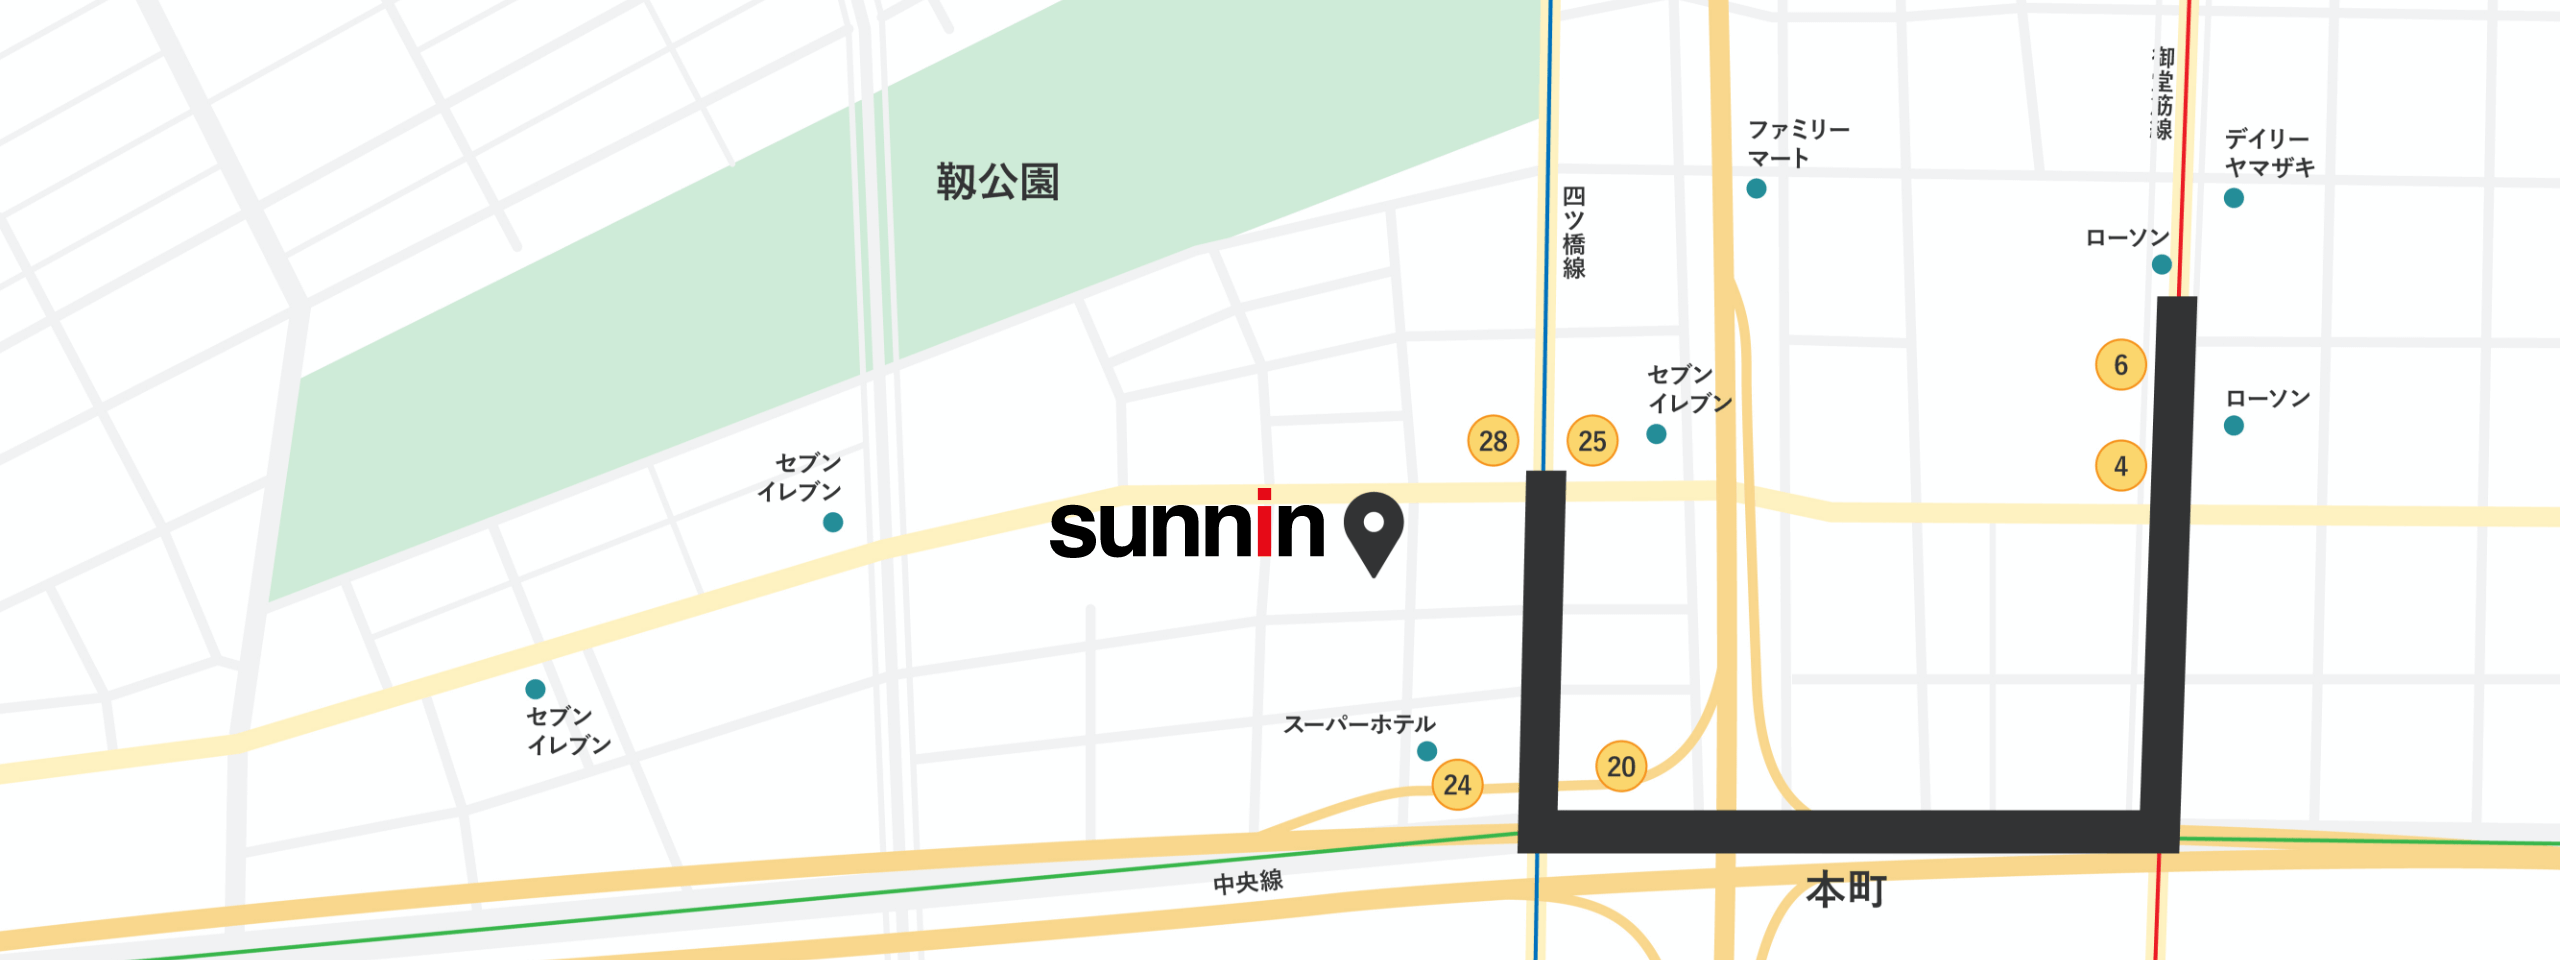 御堂筋線
ファミリー
マート
デイリー
ヤマザキ
靱公園
四ツ橋線
ローソン
6
セブン
イレブン
ローソン
28
25
4
セブン
イレブン
sunnin
セブン
イレブン
スーパーホテル
24
20
中央線
本町